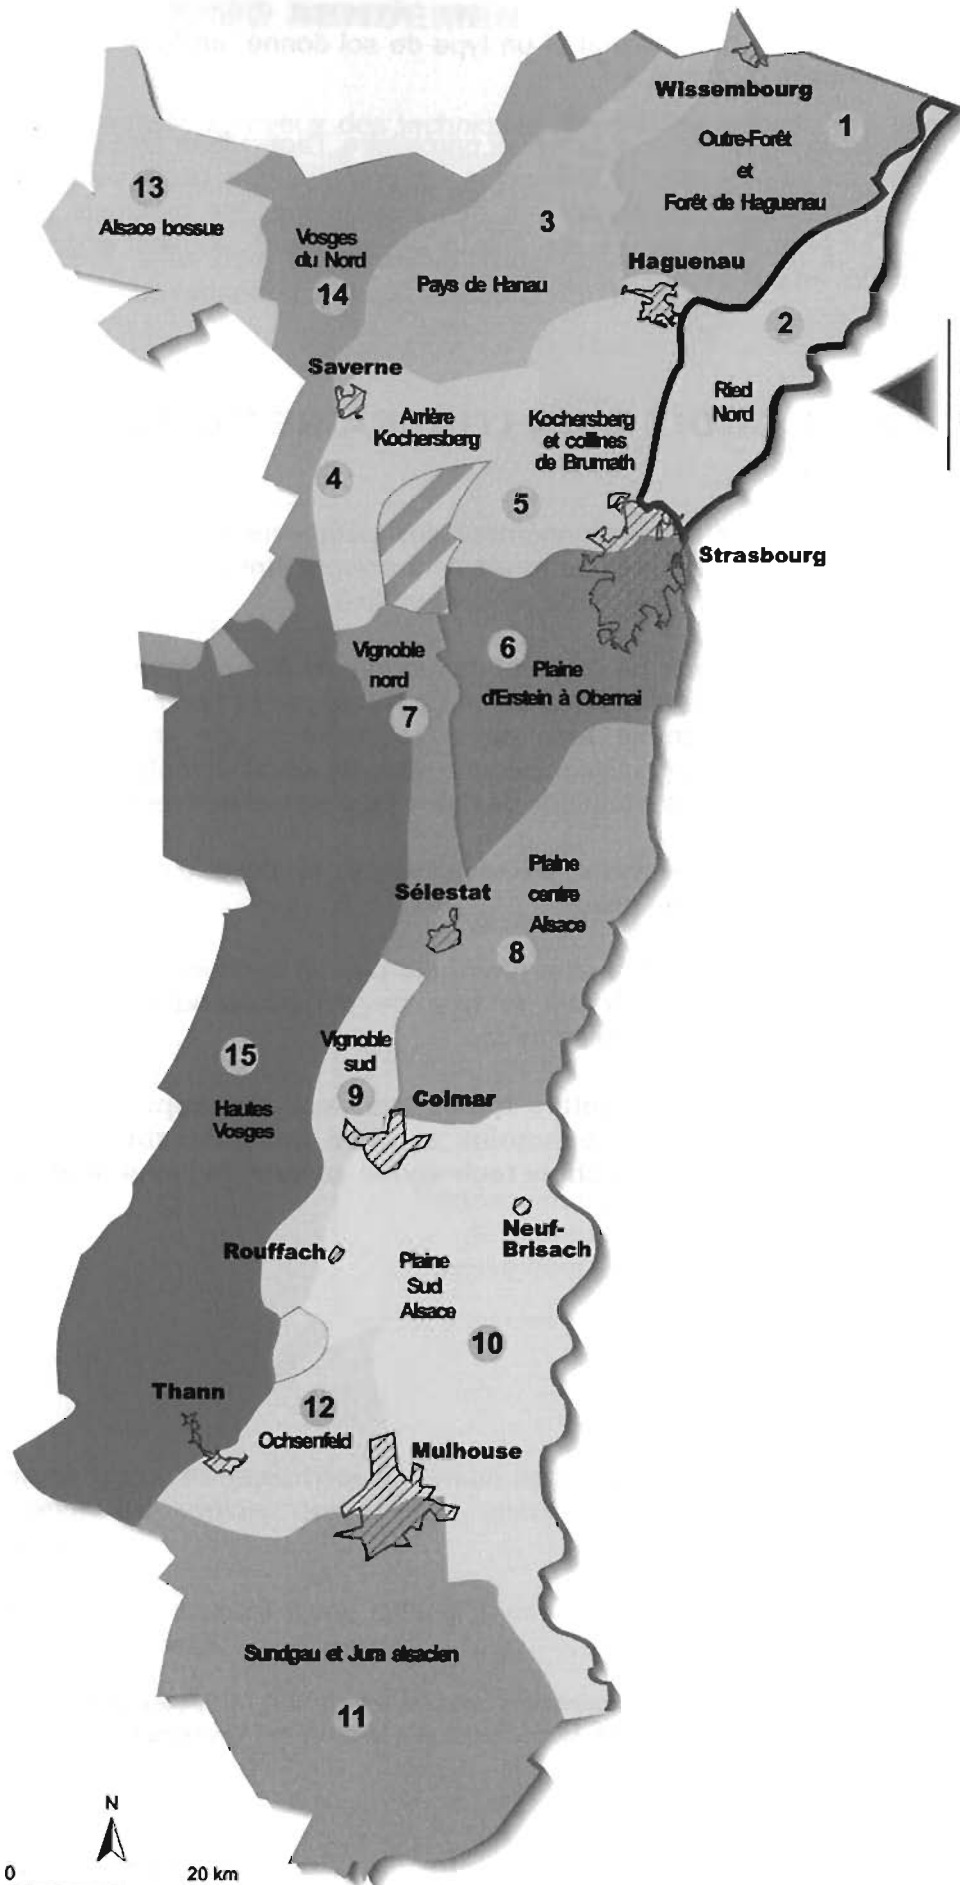 Wissembourg
1
Outre-Forêt
et
Forêt de Haguenau
13
Alsace bossue
3
Vosges
du Nord
14
Pays de Hanau
Haguenau
2
Ried
Nord
Saverne
Arrière
Kochersberg
4
Kochersberg
et collines
de Brumath
5
Strasbourg
Vignoble
nord
7
6
Plaine
d'Erstein à Obernai
Sélestat
Plaine
centre
Alsace
8
15
Hautes
Vosges
Vignoble
sud
9
Colmar
Neuf-
Brisach
Rouffach
Plaine
Sud
Alsace
10
Thann
12
Ochsenfeld
Mulhouse
Sundgau et Jura alsacien
11
N
0 20 km